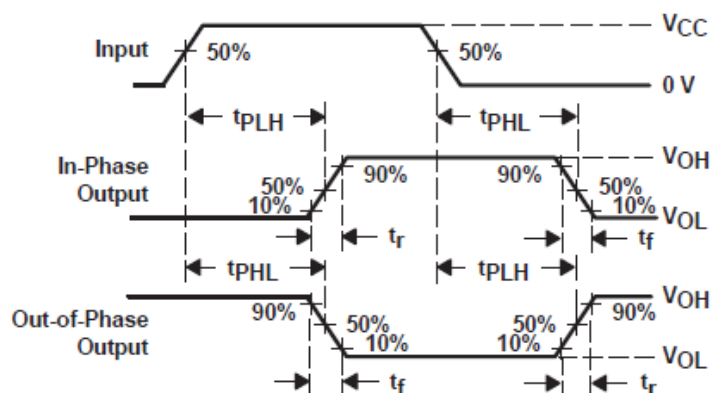 VCC
Input
50%
50%
0 V
tPLH
tPHL
In-Phase
Output
90%
90%
VOH
50%
50%
10%
10%
VOL
tr
tf
tPHL
tPLH
Out-of-Phase
Output
90%
90%
VOH
50%
50%
10%
10%
VOL
tf
tr